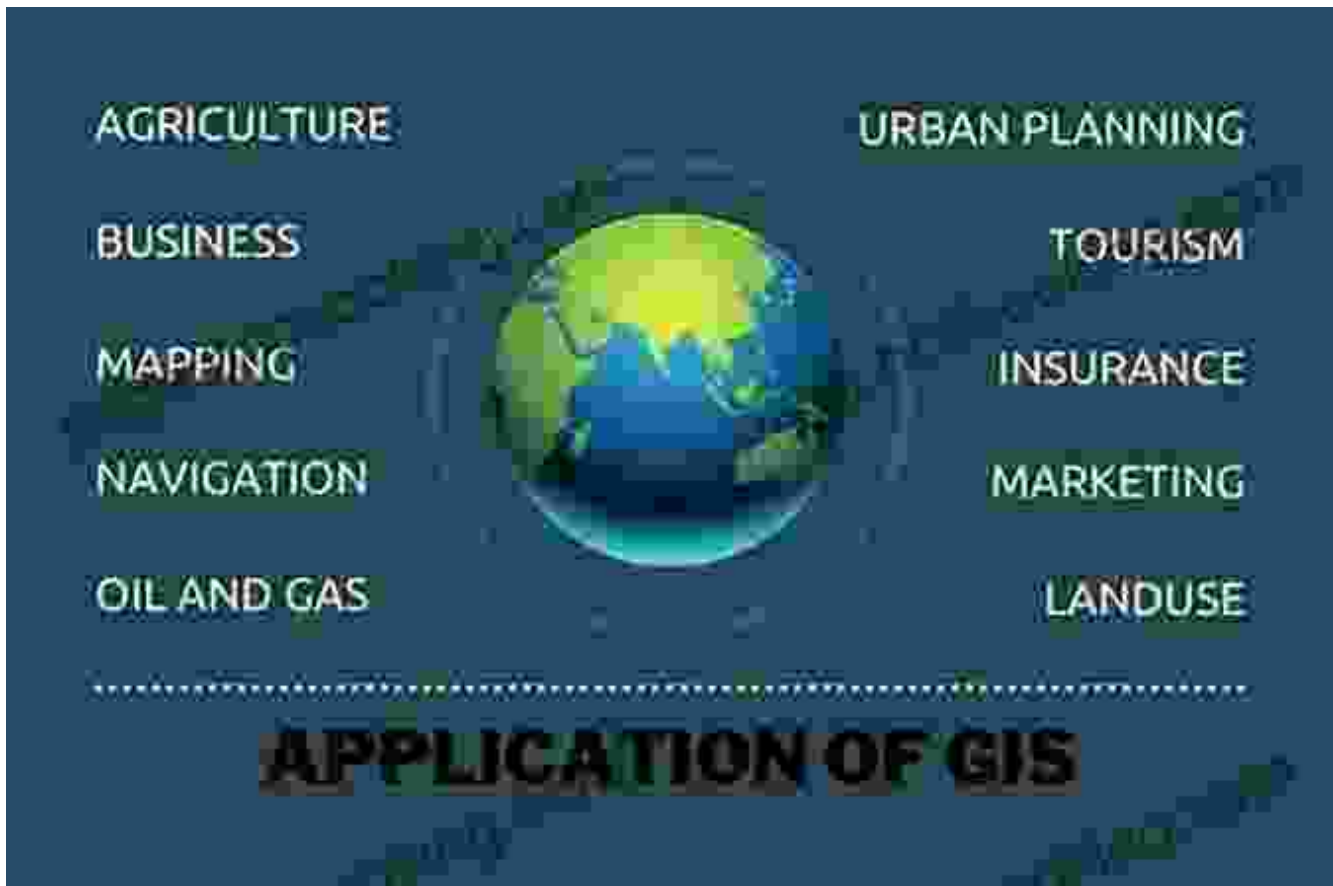 AGRICULTURE
BUSINESS
MAPPING
NAVIGATION
OIL AND GAS
URBAN PLANNING
TOURISM
INSURANCE
MARKETING
LANDUSE
APPLICATION OF GIS